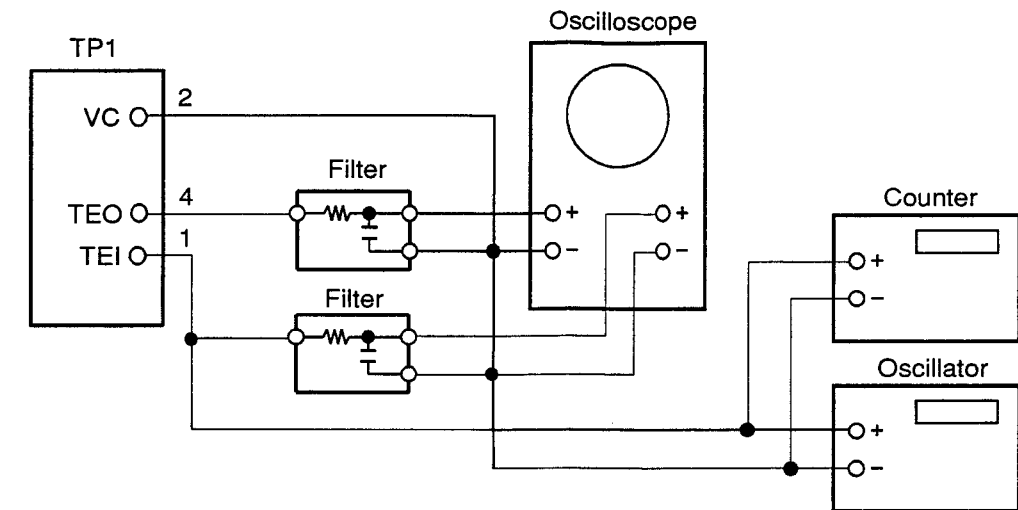 Oscilloscope
TP1
VC 2
Filter
TEO 4
+ +
Counter
TEI 1
− −
+
Filter
−
Oscillator
+
−